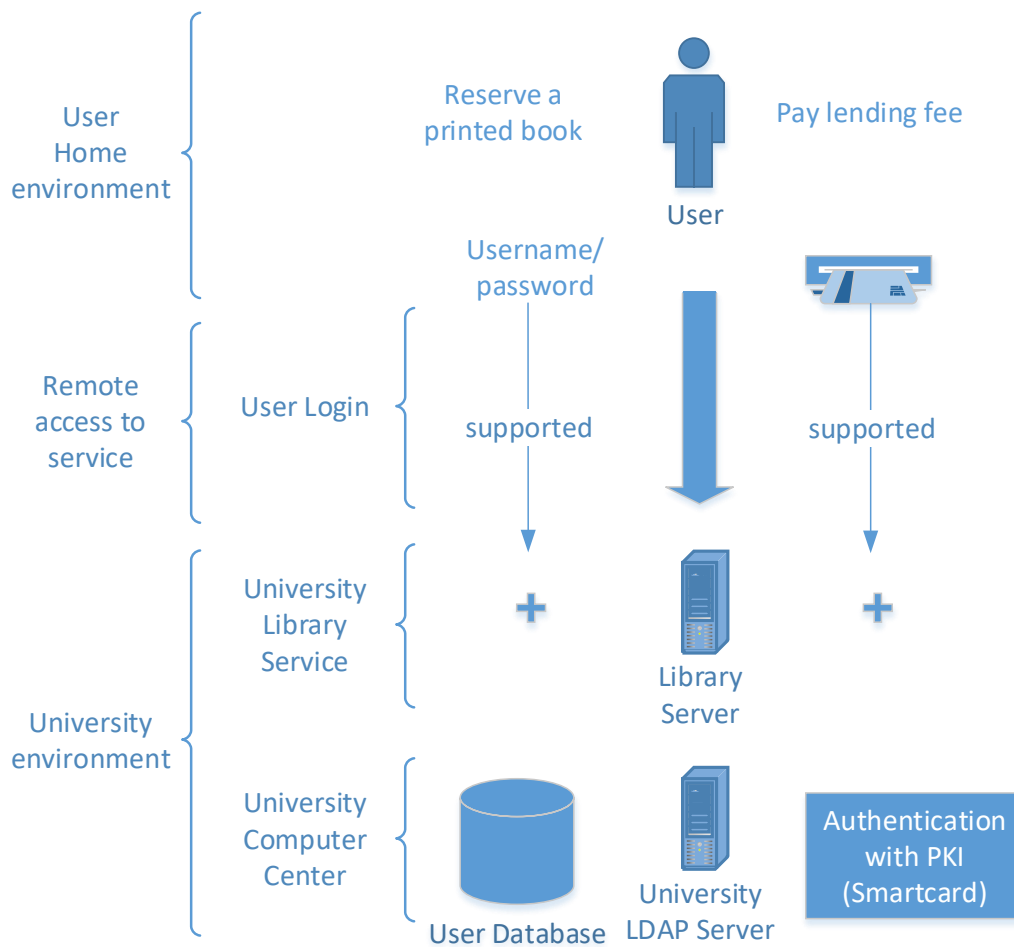 User
Home
environment
Reserve a
printed book
User
Pay lending fee
Username/
password
Remote
access to
service
User Login
supported
supported
University
environment
University
Library
Service
Library
Server
University
Computer
Center
User Database
University
LDAP Server
Authentication
with PKI
(Smartcard)